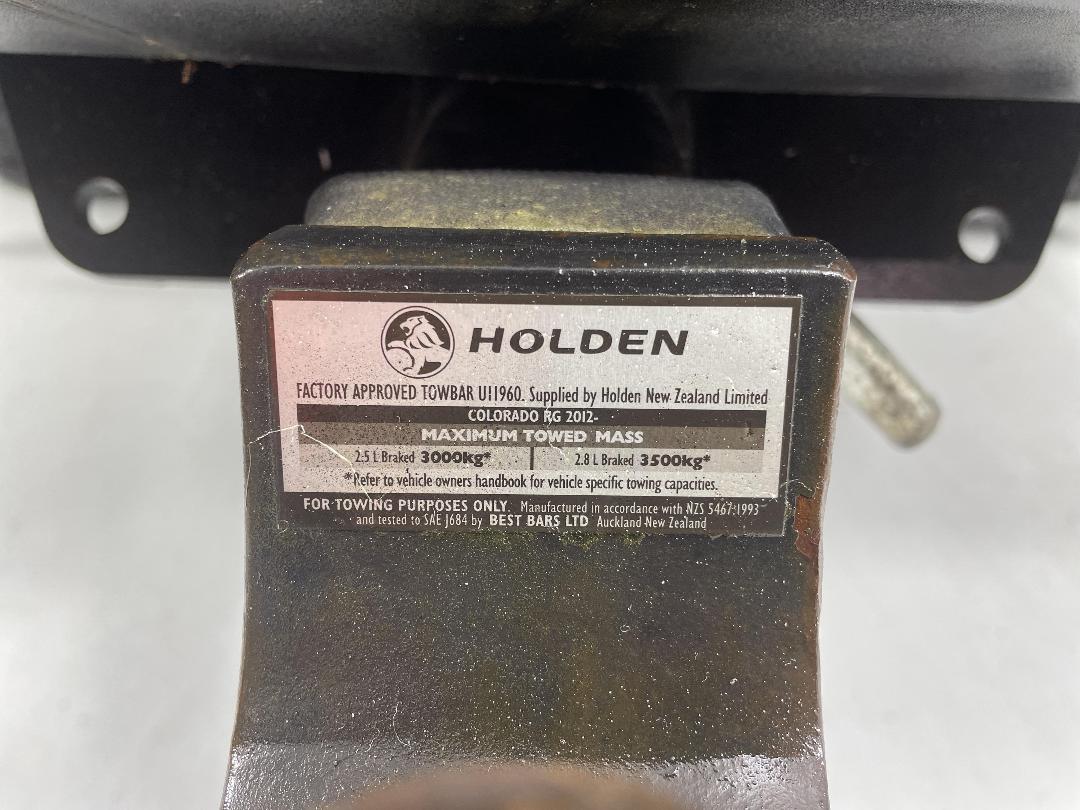 HOLDEN
FACTORY APPROVED TOWBAR U11960. Supplied by Holden New Zealand Limited
COLORADO RG 2012-
MAXIMUM TOWED MASS
2.5 L Braked 3000kg* 2.8 L Braked 3500kg*
*Refer to vehicle owners handbook for vehicle specific towing capacities.
FOR TOWING PURPOSES ONLY. Manufactured in accordance with NZS 5467:1993
and tested to SAE J684 by BEST BARS LTD Auckland New Zealand